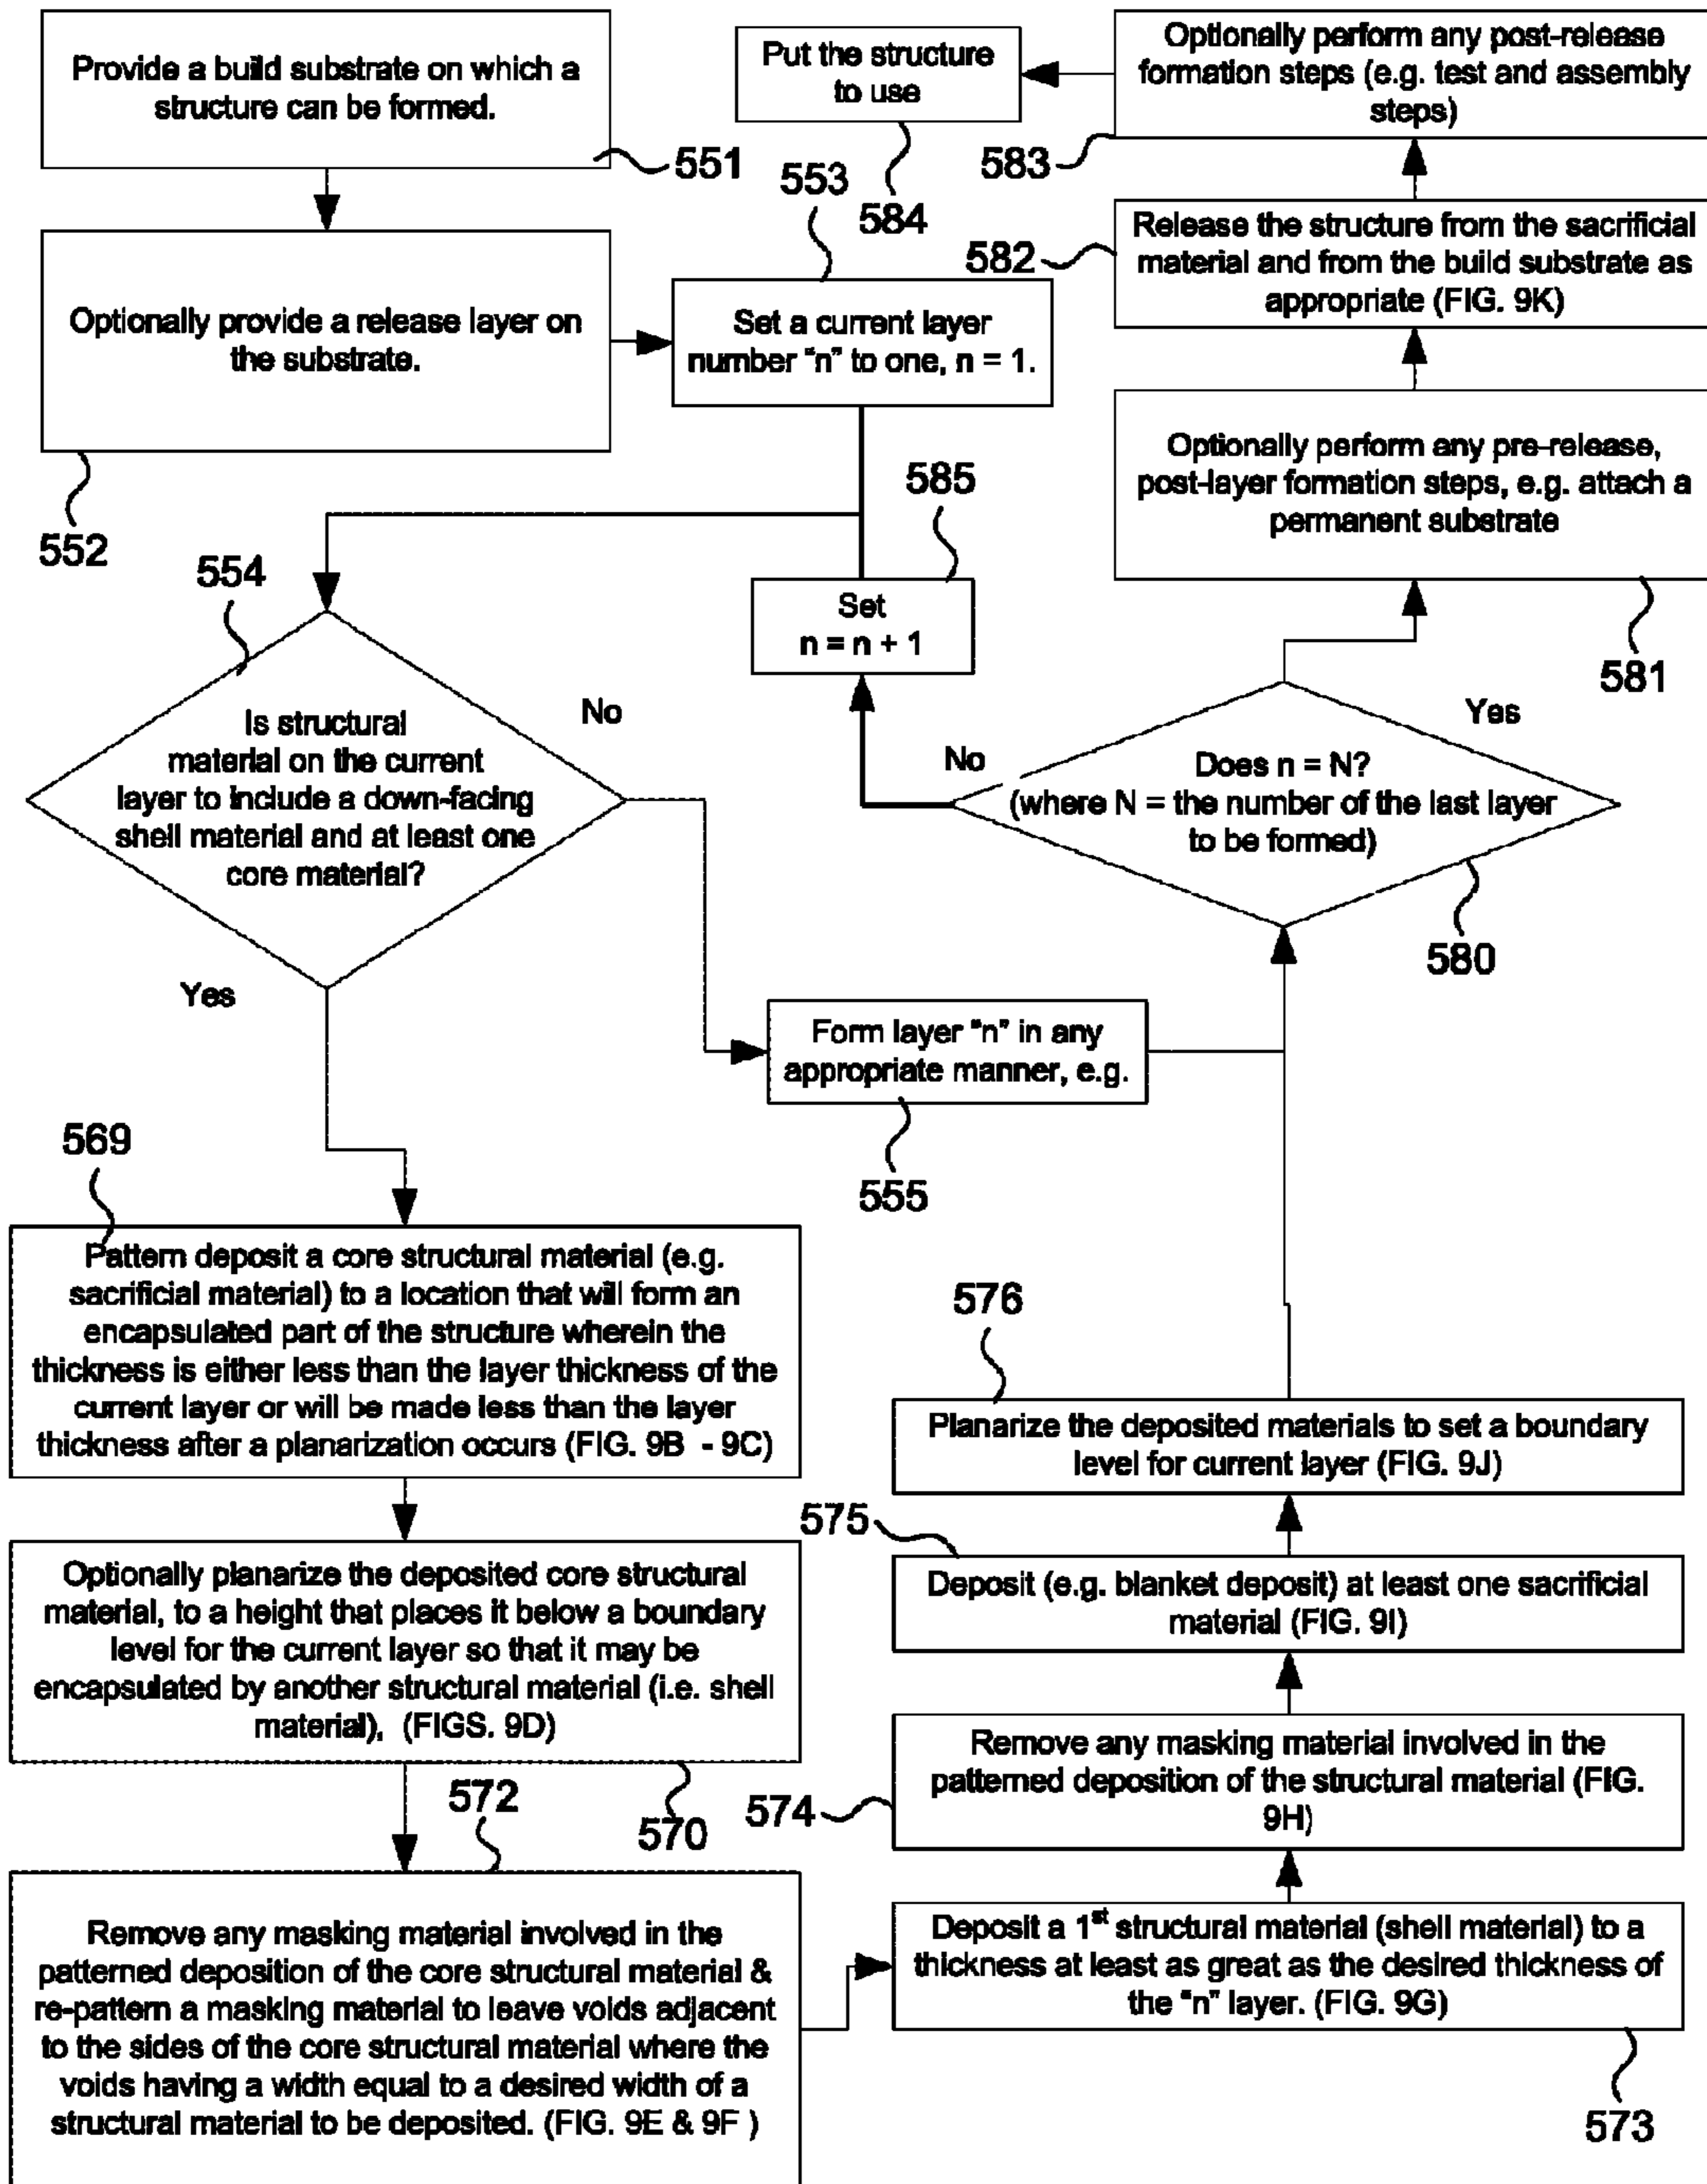 Provide a build substrate on which a
structure can be formed.
551
Optionally provide a release layer on
the substrate.
552
553
Set a current layer
number "n" to one, n = 1.
Put the structure
to use
584
Optionally perform any post-release
formation steps (e.g. test and assembly
steps)
583
Release the structure from the sacrificial
material and from the build substrate as
appropriate (FIG. 9K)
582
Optionally perform any pre-release,
post-layer formation steps, e.g. attach a
permanent substrate
581
585
Set
n = n + 1
554
Is structural
material on the current
layer to include a down-facing
shell material and at least one
core material?
No
Yes
No
Does n = N?
(where N = the number of the last layer
to be formed)
Yes
580
Form layer "n" in any
appropriate manner, e.g.
555
569
Pattern deposit a core structural material (e.g.
sacrificial material) to a location that will form an
encapsulated part of the structure wherein the
thickness is either less than the layer thickness of the
current layer or will be made less than the layer
thickness after a planarization occurs (FIG. 9B - 9C)
Optionally planarize the deposited core structural
material, to a height that places it below a boundary
level for the current layer so that it may be
encapsulated by another structural material (i.e. shell
material), (FIGS. 9D)
570
572
Remove any masking material involved in the
patterned deposition of the core structural material &
re-pattern a masking material to leave voids adjacent
to the sides of the core structural material where the
voids having a width equal to a desired width of a
structural material to be deposited. (FIG. 9E & 9F )
576
Planarize the deposited materials to set a boundary
level for current layer (FIG. 9J)
575
Deposit (e.g. blanket deposit) at least one sacrificial
material (FIG. 9I)
Remove any masking material involved in the
patterned deposition of the structural material (FIG.
9H)
574
Deposit a 1st structural material (shell material) to a
thickness at least as great as the desired thickness of
the "n" layer. (FIG. 9G)
573